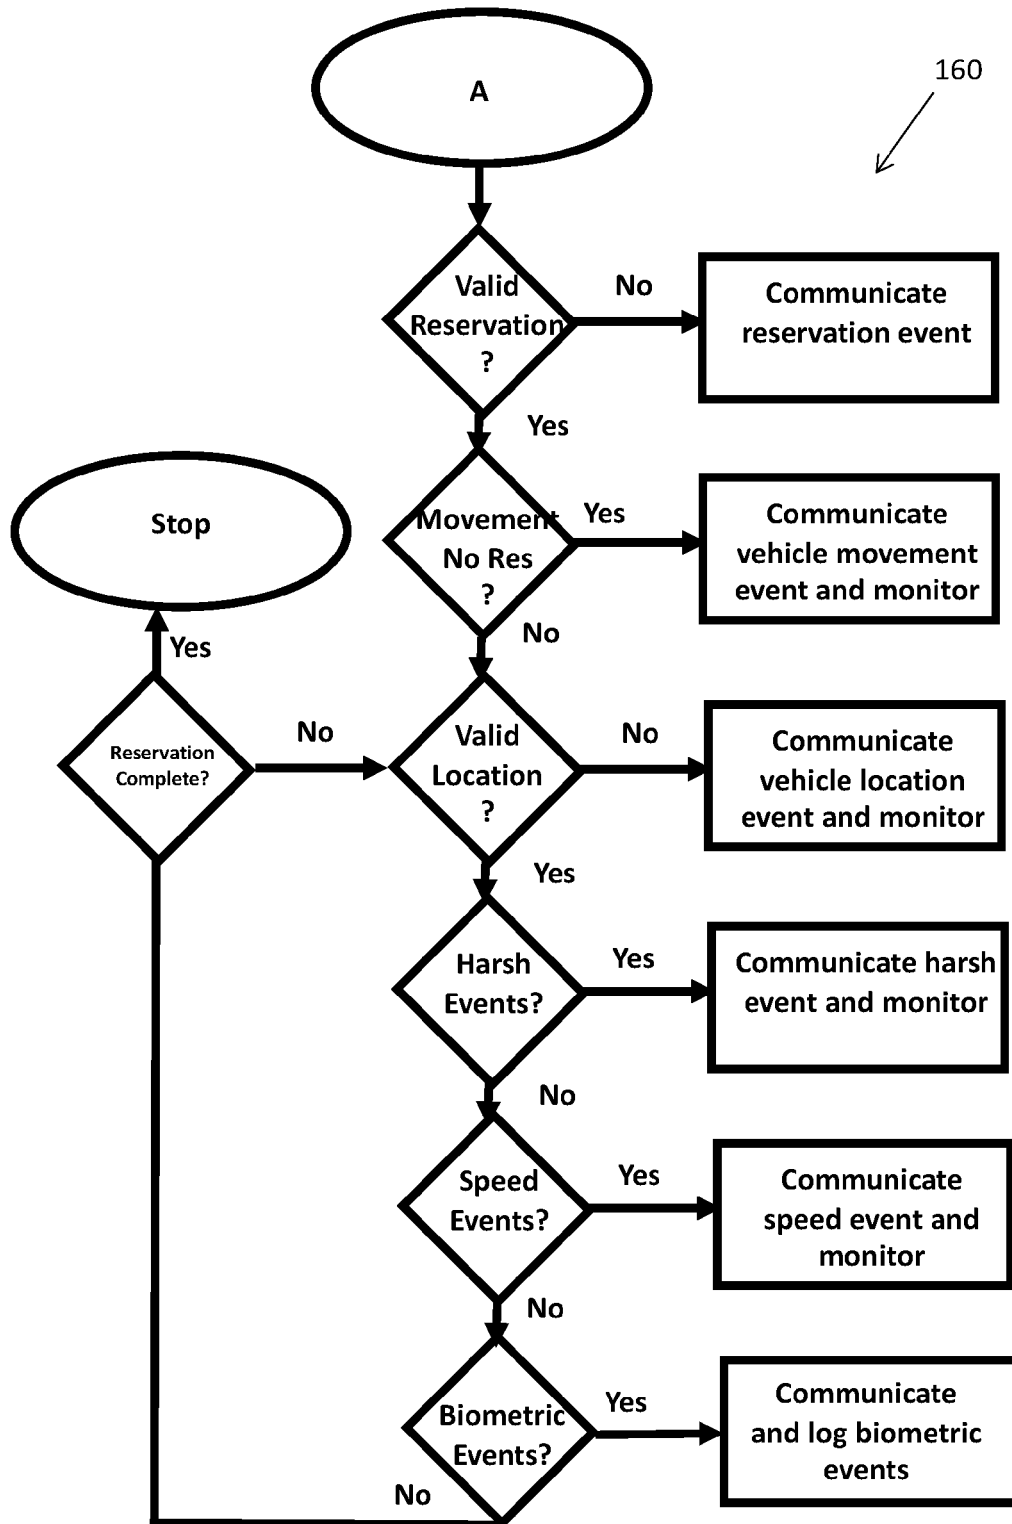 A
160
Valid
Reservation
?
No
Communicate
reservation event
Yes
Movement
No Res
?
Yes
Communicate
vehicle movement
event and monitor
Stop
No
Yes
Reservation
Complete?
No
Valid
Location
?
No
Communicate
vehicle location
event and monitor
Yes
Harsh
Events?
Yes
Communicate harsh
event and monitor
No
Speed
Events?
Yes
Communicate
speed event and
monitor
No
Biometric
Events?
Yes
Communicate
and log biometric
events
No